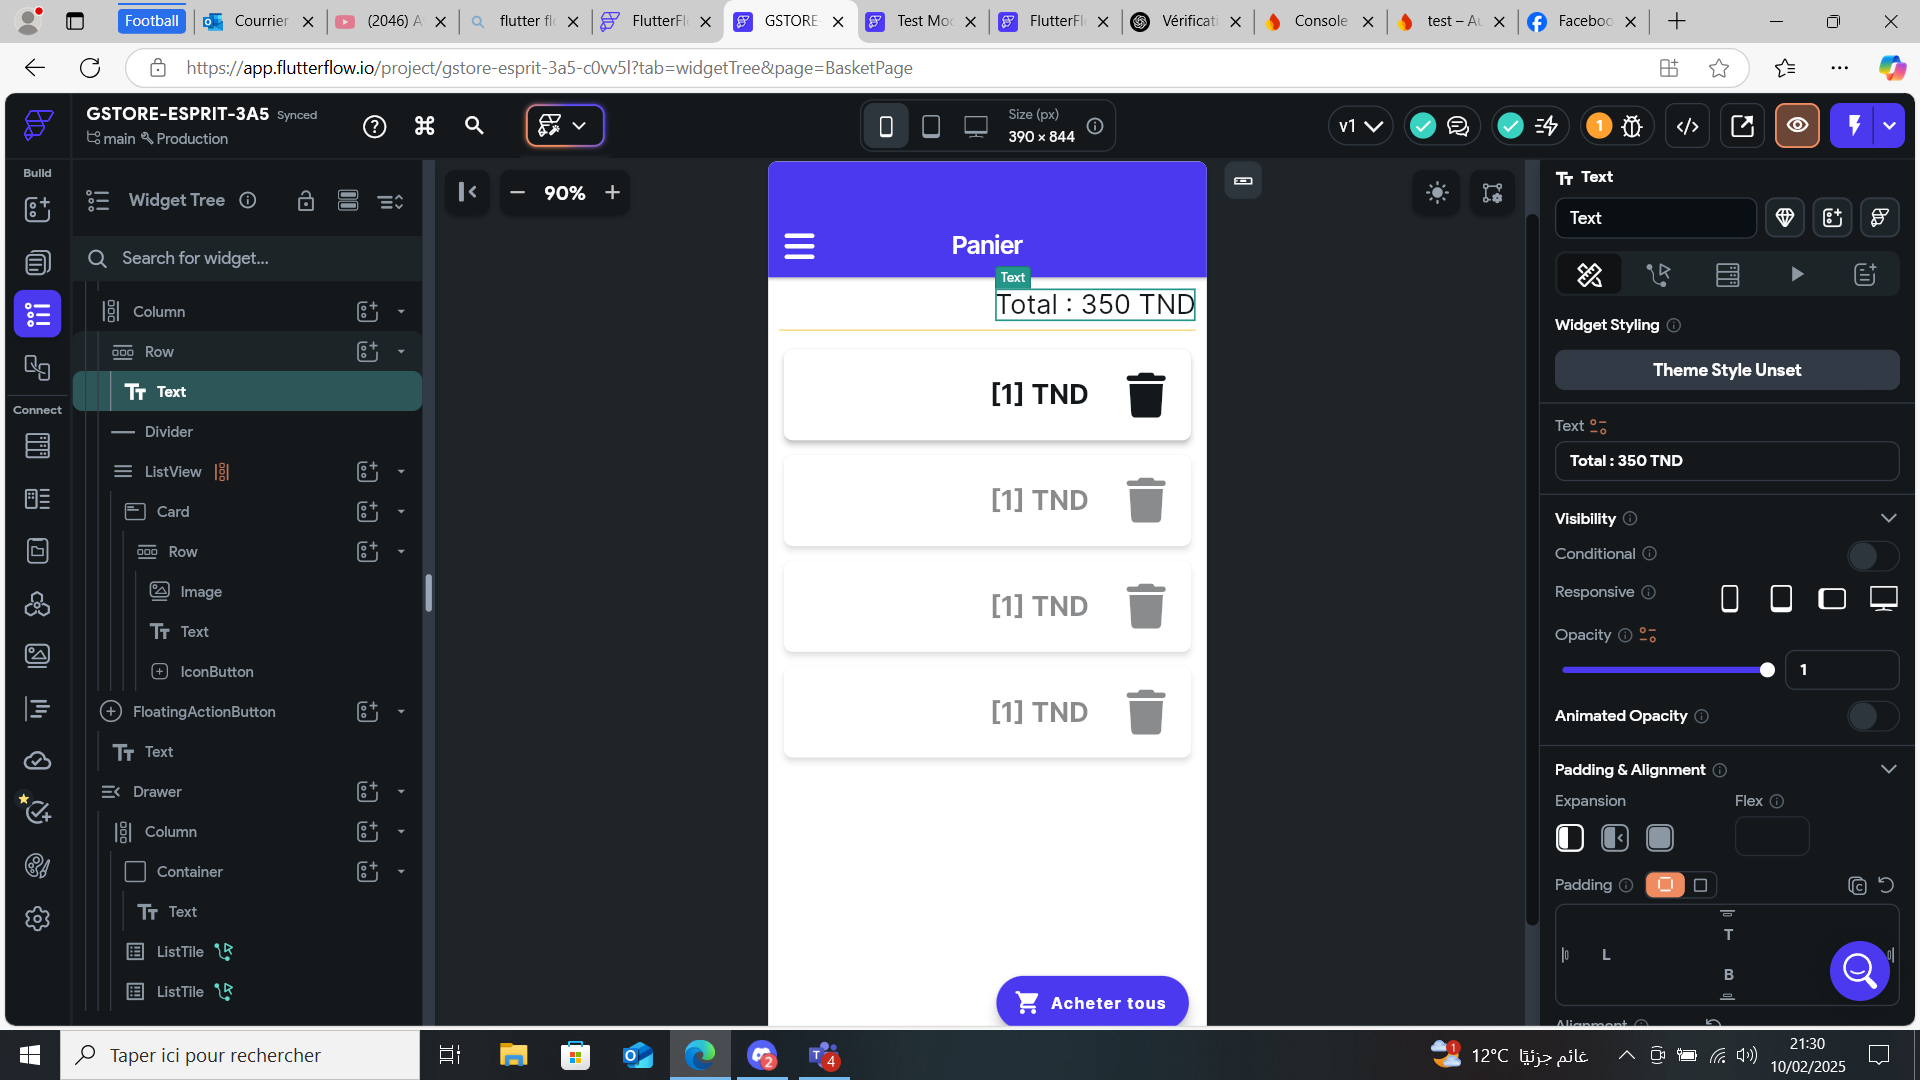 Football
Courrier
(2046) A
flutter fl
FlutterFl
GSTORE-
Test Mo
FlutterFl
Vérificati
Console
test – Au
Faceboo
https://app.flutterflow.io/project/gstore-esprit-3a5-c0vv5l?tab=widgetTree&page=BasketPage
GSTORE-ESPRIT-3A5 Synced
main Production
Size (px)
390 × 844
v1
1
Build
Connect
Widget Tree
Search for widget...
Column
Row
Text
Divider
ListView
Card
Row
Image
Text
IconButton
FloatingActionButton
Text
Drawer
Column
Container
Text
ListTile
ListTile
90%
Panier
Text
Total : 350 TND
[1] TND
[1] TND
[1] TND
[1] TND
Acheter tous
Text
Text
Widget Styling
Theme Style Unset
Text
Total : 350 TND
Visibility
Conditional
Responsive
Opacity
1
Animated Opacity
Padding & Alignment
Expansion
Flex
Padding
T
L
B
Alignment
Taper ici pour rechercher
2
4
1
12°C غائم جزئيًا
21:30
10/02/2025